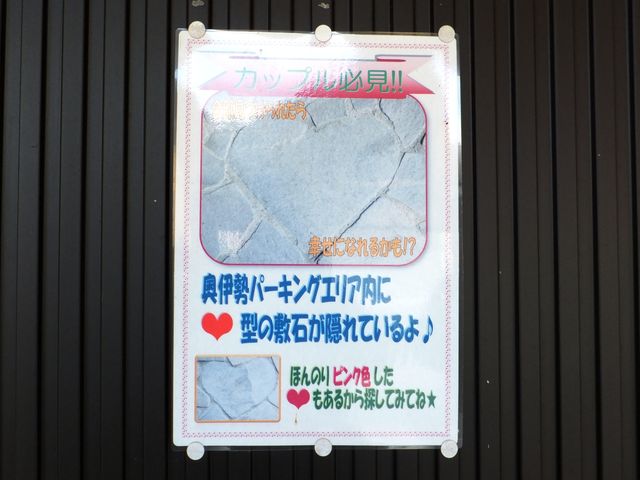 カップル必見!!
たら
幸せになれるかも!?
奥伊勢パーキングエリア内に
♥型の敷石が隠れているよ♪
ほんのりピンク色した
♥もあるから探してみてね★